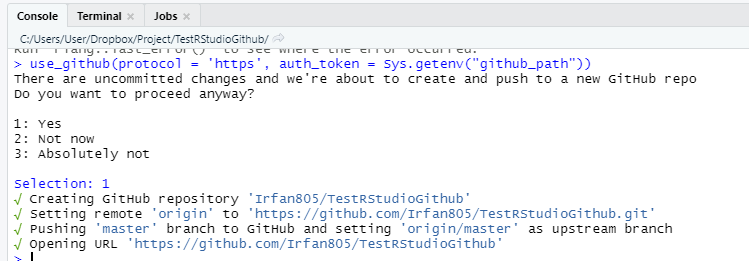 Console Terminal Jobs
C:/Users/User/Dropbox/Project/TestRStudioGithub/
Run `rlang::last_error()` to see where the error occurred.
> use_github(protocol = 'https', auth_token = Sys.getenv("github_path"))
There are uncommitted changes and we're about to create and push to a new GitHub repo
Do you want to proceed anyway?
1: Yes
2: Not now
3: Absolutely not
Selection: 1
√ Creating GitHub repository 'Irfan805/TestRStudioGithub'
√ Setting remote 'origin' to 'https://github.com/Irfan805/TestRStudioGithub.git'
√ Pushing 'master' branch to GitHub and setting 'origin/master' as upstream branch
√ Opening URL 'https://github.com/Irfan805/TestRStudioGithub'
>